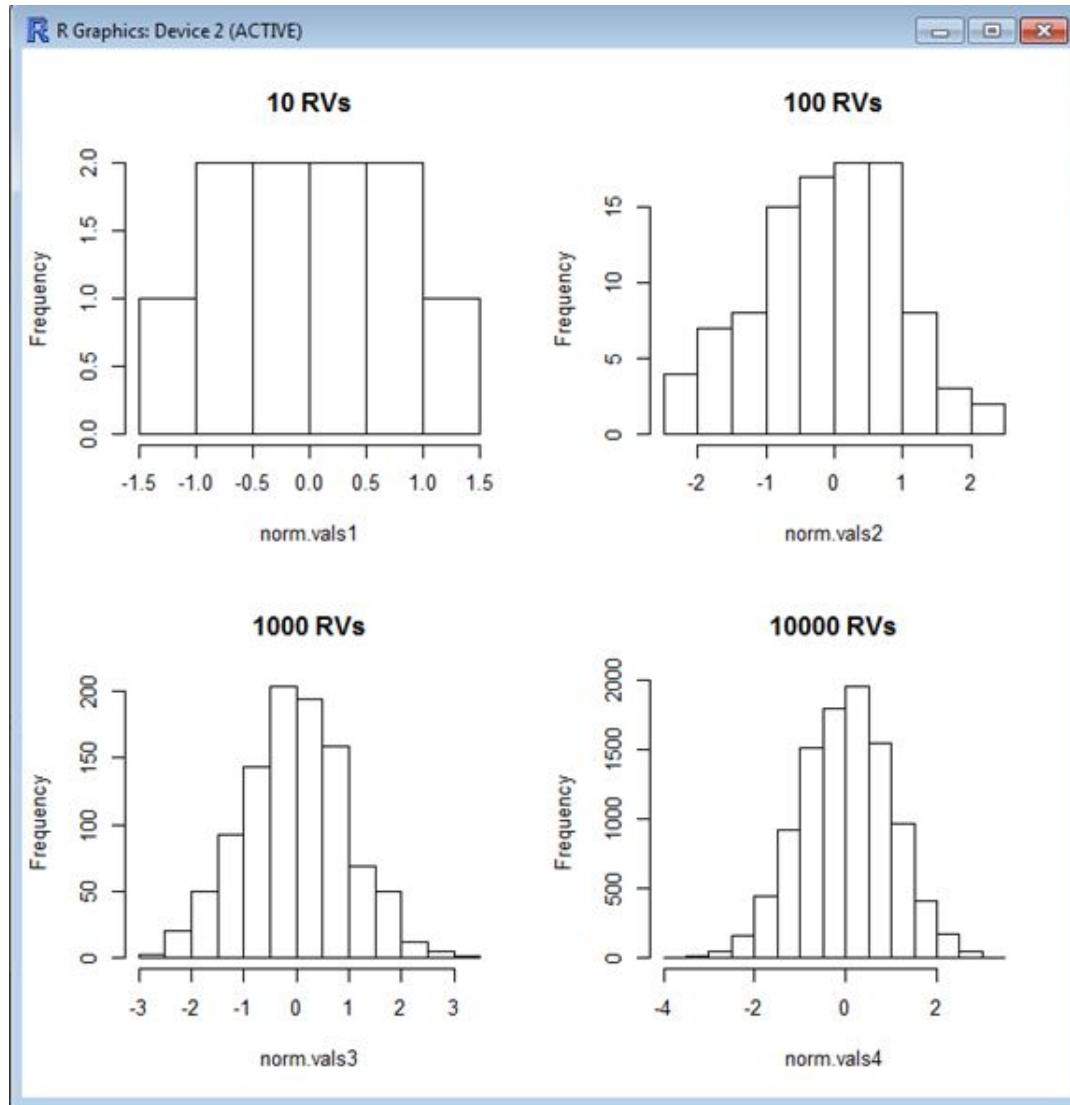 R Graphics: Device 2 (ACTIVE)
10 RVs
Frequency
2.0
1.5
1.0
0.5
0.0
-1.5 -1.0 -0.5 0.0 0.5 1.0 1.5
norm.vals1
100 RVs
Frequency
15
10
5
0
-2 -1 0 1 2
norm.vals2
1000 RVs
Frequency
200
150
100
50
0
-3 -2 -1 0 1 2 3
norm.vals3
10000 RVs
Frequency
2000
1500
1000
500
0
-4 -2 0 2
norm.vals4